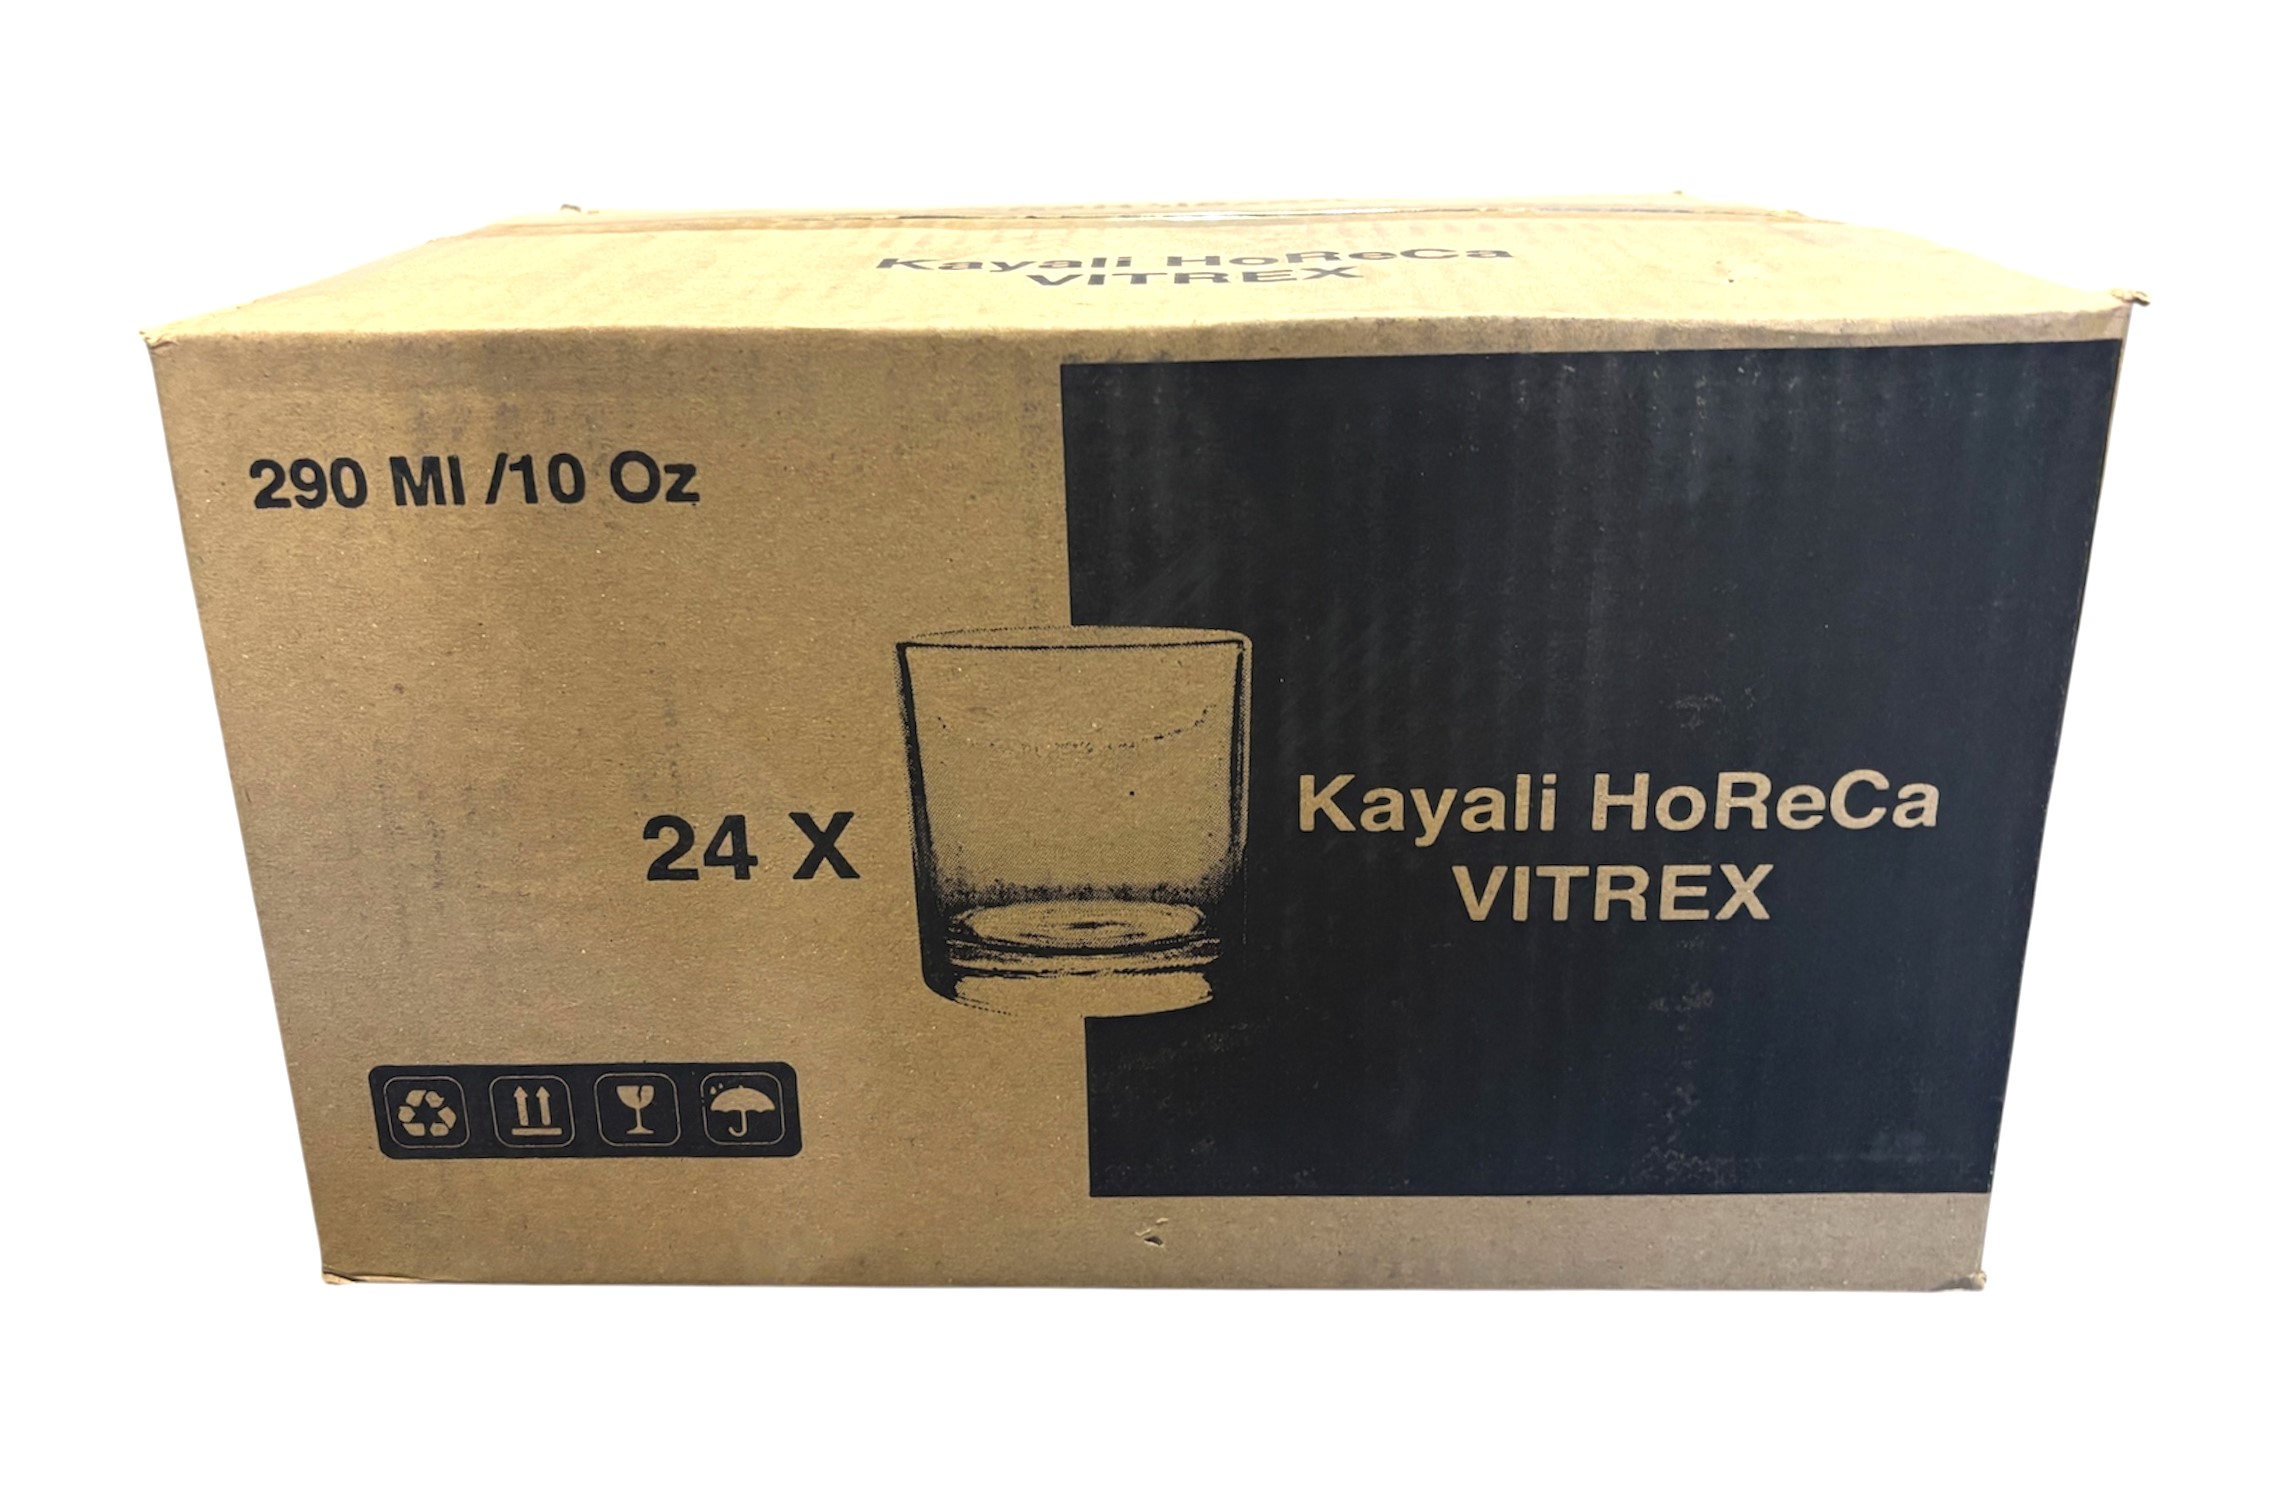 Kayali HoReCa
VITREX
290 Ml /10 Oz
24 X
Kayali HoReCa
VITREX